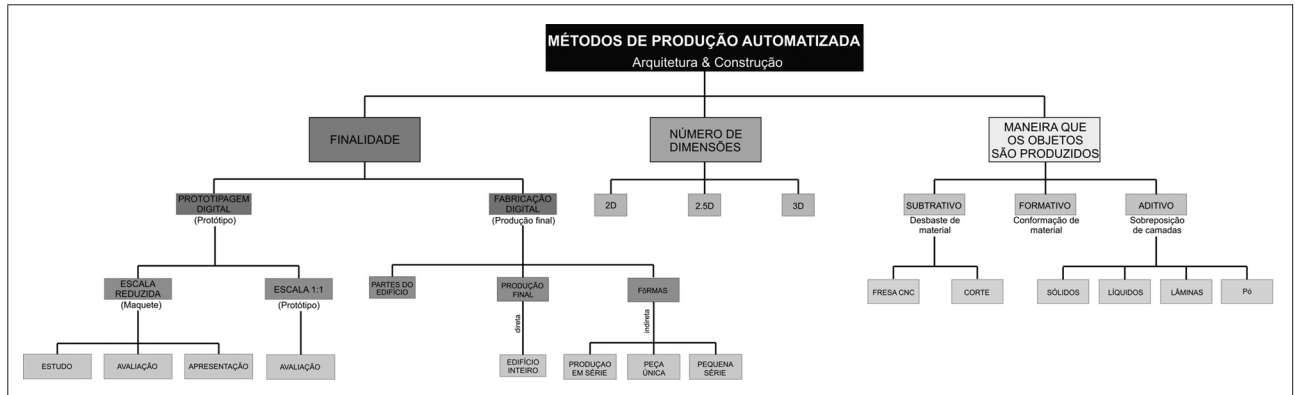 MÉTODOS DE PRODUÇÃO AUTOMATIZADA
Arquitetura & Construção
FINALIDADE
NÚMERO DE
DIMENSÕES
MANEIRA QUE
OS OBJETOS
SÃO PRODUZIDOS
PROTOTIPAGEM
DIGITAL
(Protótipo)
FABRICAÇÃO
DIGITAL
(Produção final)
2D
2.5D
3D
SUBTRATIVO
Desbaste de
material
FORMATIVO
Conformação de
material
ADITIVO
Sobreposição
de camadas
ESCALA
REDUZIDA
(Maquete)
ESCALA 1:1
(Protótipo)
PARTES DO
EDIFÍCIO
PRODUÇÃO
FINAL
FôRMAS
FRESA CNC
CORTE
SÓLIDOS
LÍQUIDOS
LÂMINAS
Pó
direta
indireta
ESTUDO
AVALIAÇÃO
APRESENTAÇÃO
AVALIAÇÃO
EDIFÍCIO
INTEIRO
PRODUÇAO
EM SÉRIE
PEÇA
ÚNICA
PEQUENA
SÉRIE